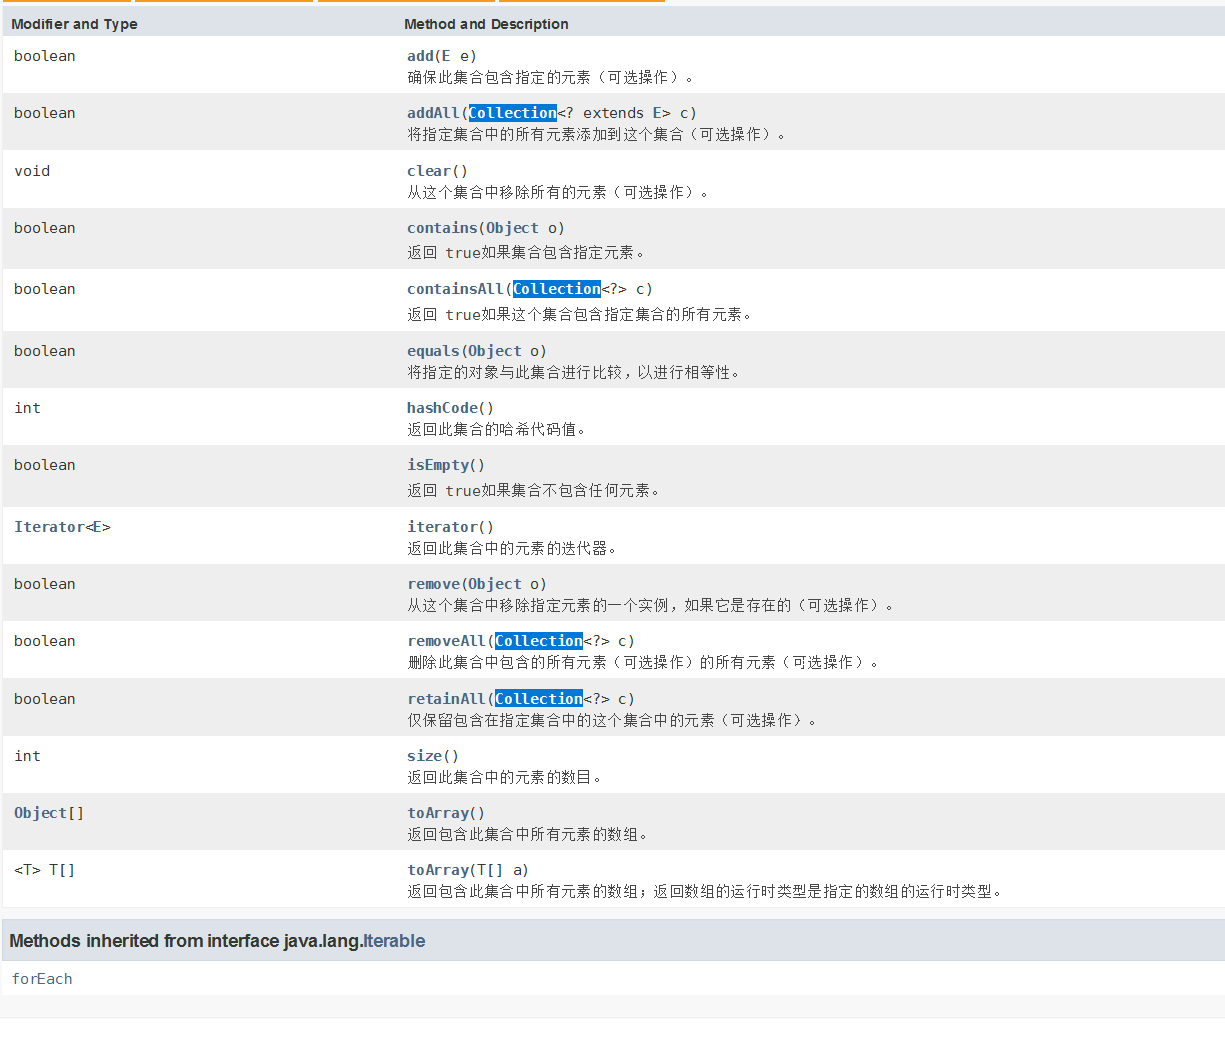 Modifier and Type Method and Description
boolean add(E e)
确保此集合包含指定的元素（可选操作）。
boolean addAll(Collection<? extends E> c)
将指定集合中的所有元素添加到这个集合（可选操作）。
void clear()
从这个集合中移除所有的元素（可选操作）。
boolean contains(Object o)
返回 true如果集合包含指定元素。
boolean containsAll(Collection<?> c)
返回 true如果这个集合包含指定集合的所有元素。
boolean equals(Object o)
将指定的对象与此集合进行比较，以进行相等性。
int hashCode()
返回此集合的哈希代码值。
boolean isEmpty()
返回 true如果集合不包含任何元素。
Iterator<E> iterator()
返回此集合中的元素的迭代器。
boolean remove(Object o)
从这个集合中移除指定元素的一个实例，如果它是存在的（可选操作）。
boolean removeAll(Collection<?> c)
删除此集合中包含的所有元素（可选操作）的所有元素（可选操作）。
boolean retainAll(Collection<?> c)
仅保留包含在指定集合中的这个集合中的元素（可选操作）。
int size()
返回此集合中的元素的数目。
Object[] toArray()
返回包含此集合中所有元素的数组。
<T> T[] toArray(T[] a)
返回包含此集合中所有元素的数组；返回数组的运行时类型是指定的数组的运行时类型。
Methods inherited from interface java.lang.Iterable
forEach